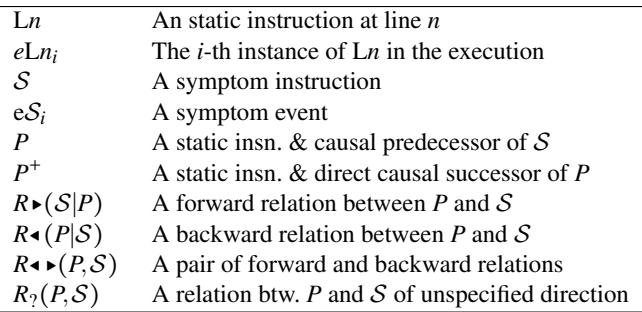 Ln An static instruction at line n
eLnᵢ The i-th instance of Ln in the execution
𝒮 A symptom instruction
e𝒮ᵢ A symptom event
P A static insn. & causal predecessor of 𝒮
P⁺ A static insn. & direct causal successor of P
R▸(𝒮|P) A forward relation between P and 𝒮
R◂(P|𝒮) A backward relation between P and 𝒮
R◂▸(P,𝒮) A pair of forward and backward relations
R?(P,𝒮) A relation btw. P and 𝒮 of unspecified direction